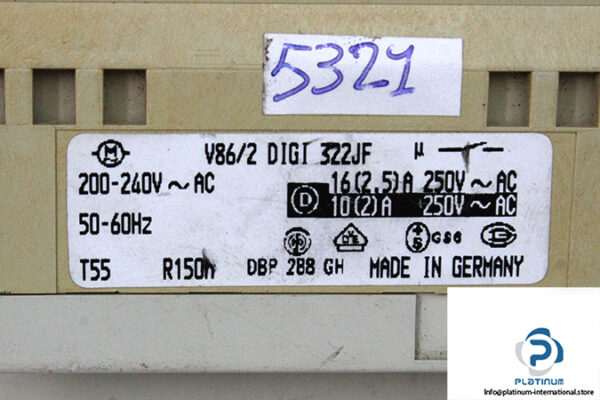 5321
V86/2 DIGI 322JF µ
200-240V ~ AC
16(2,5)A 250V ~ AC
D 10(2)A 250V ~ AC
50-60Hz
GS6
T55 R150H DBP 288 GH MADE IN GERMANY
PLATINUM
Info@platinum-international.store